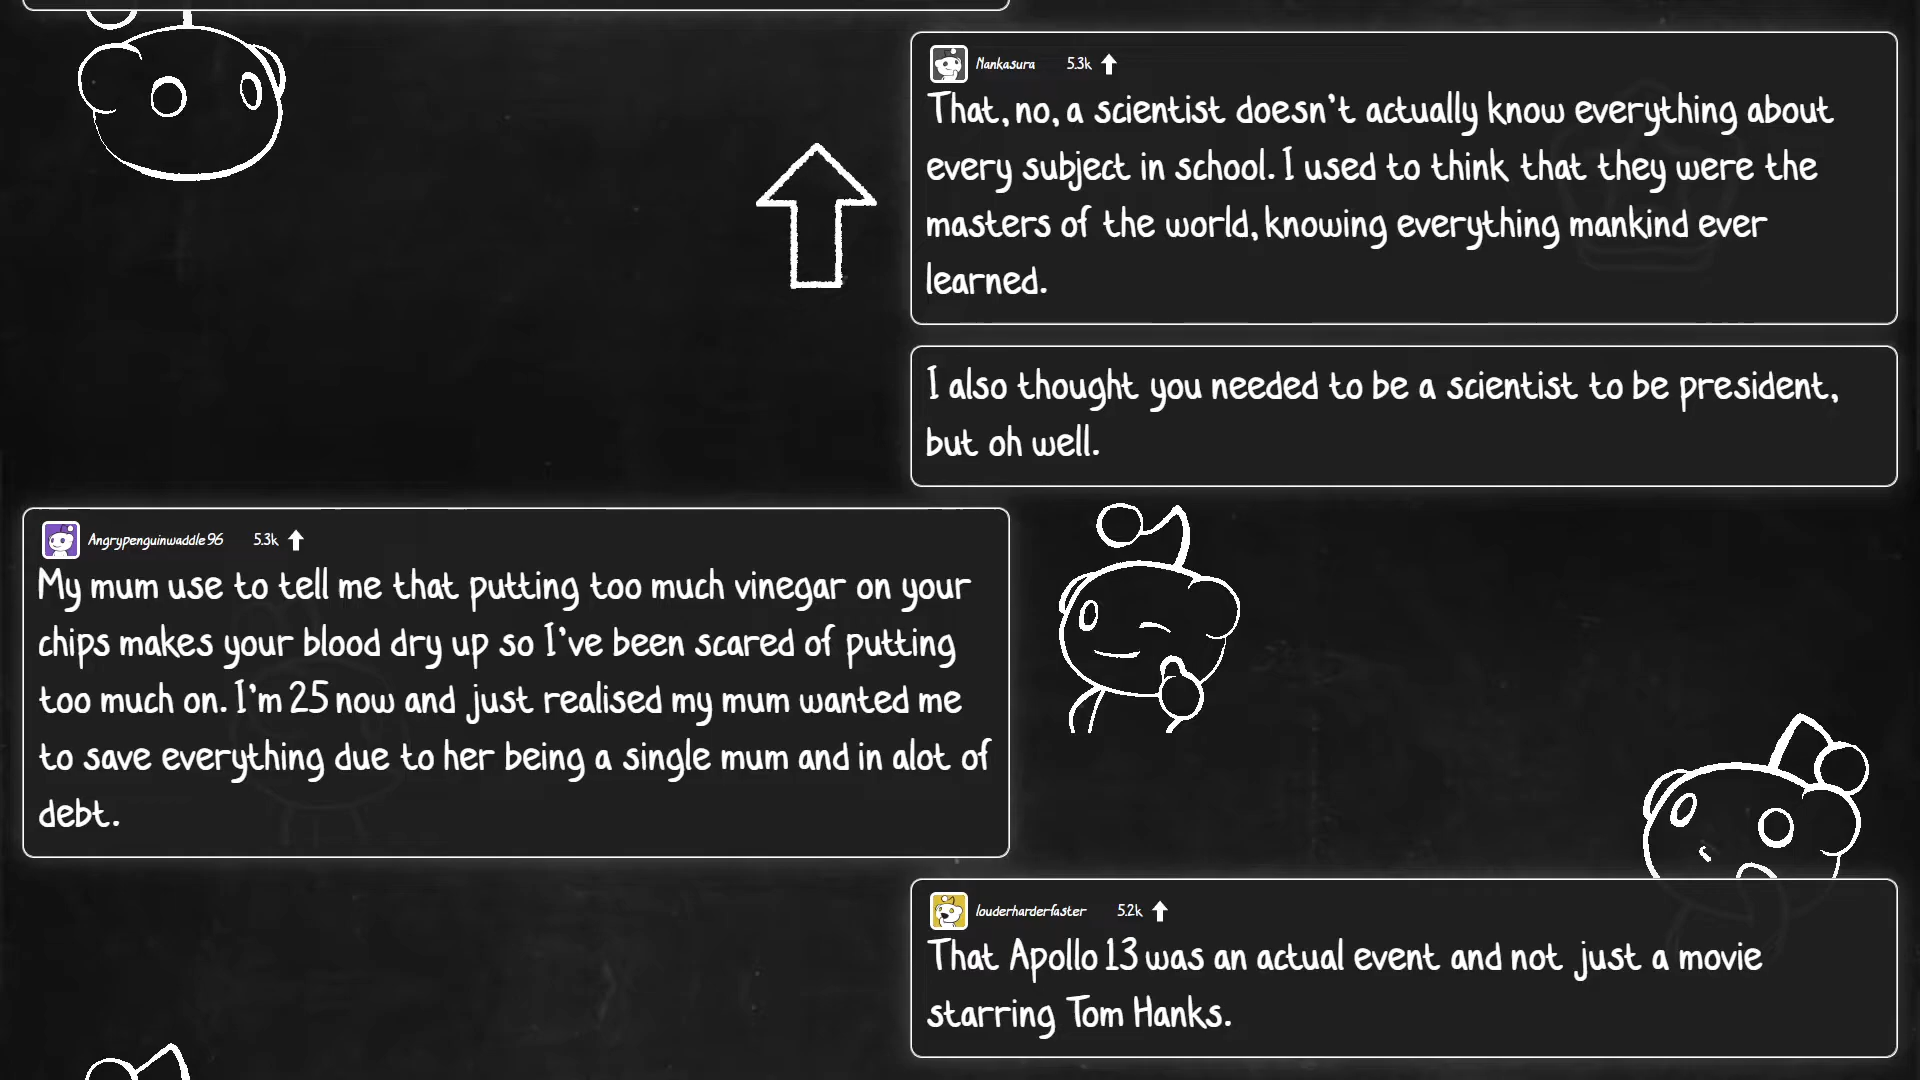 Nankasura 5.3k
That, no, a scientist doesn't actually know everything about
every subject in school. I used to think that they were the
masters of the world, knowing everything mankind ever
learned.
I also thought you needed to be a scientist to be president,
but oh well.
Angrypenguinwaddle96 5.3k
My mum use to tell me that putting too much vinegar on your
chips makes your blood dry up so I've been scared of putting
too much on. I'm 25 now and just realised my mum wanted me
to save everything due to her being a single mum and in alot of
debt.
louderharderfaster 5.2k
That Apollo 13 was an actual event and not just a movie
starring Tom Hanks.